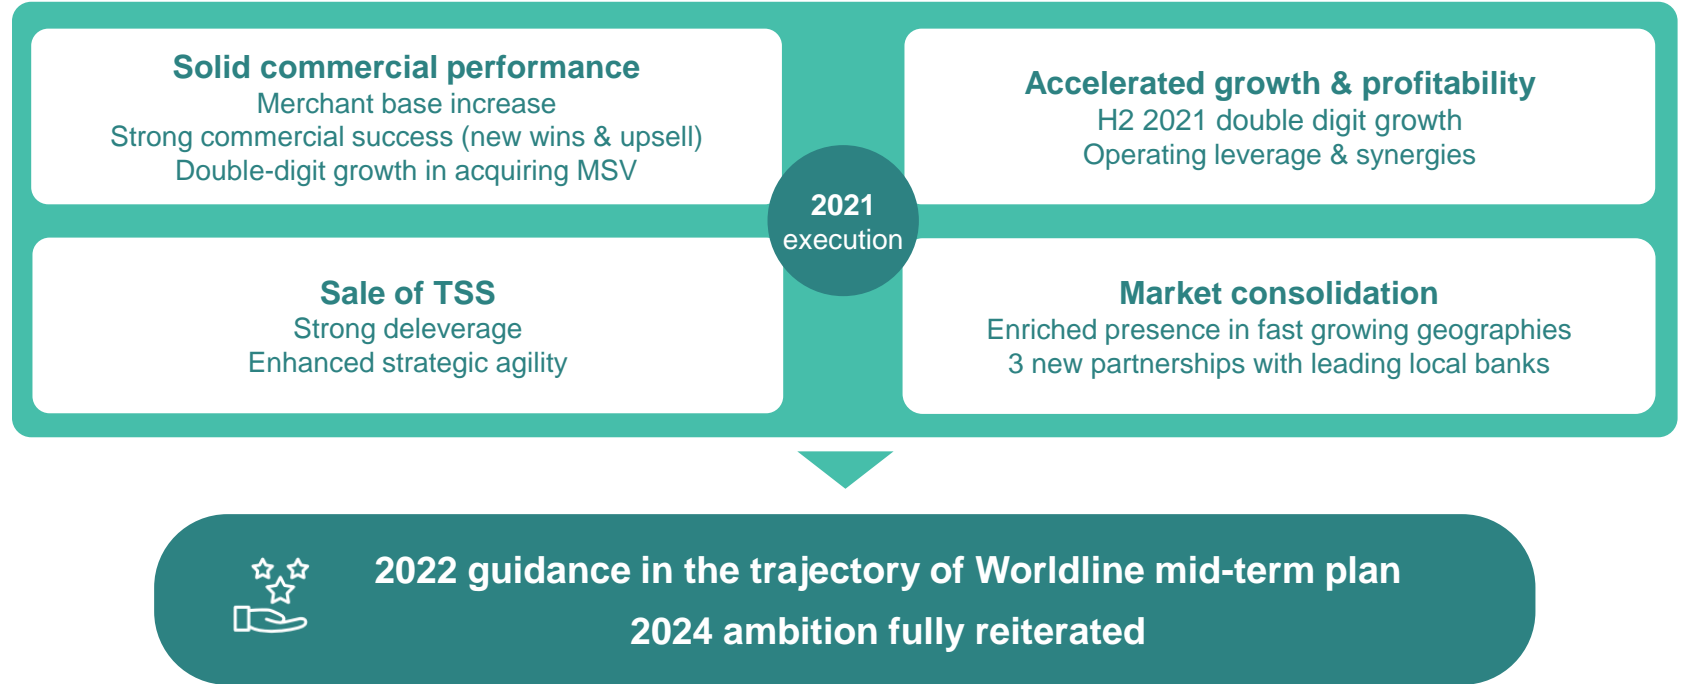 Solid commercial performance
Merchant base increase
Strong commercial success (new wins & upsell)
Double-digit growth in acquiring MSV
Accelerated growth & profitability
H2 2021 double digit growth
Operating leverage & synergies
2021
execution
Sale of TSS
Strong deleverage
Enhanced strategic agility
Market consolidation
Enriched presence in fast growing geographies
3 new partnerships with leading local banks
2022 guidance in the trajectory of Worldline mid-term plan
2024 ambition fully reiterated